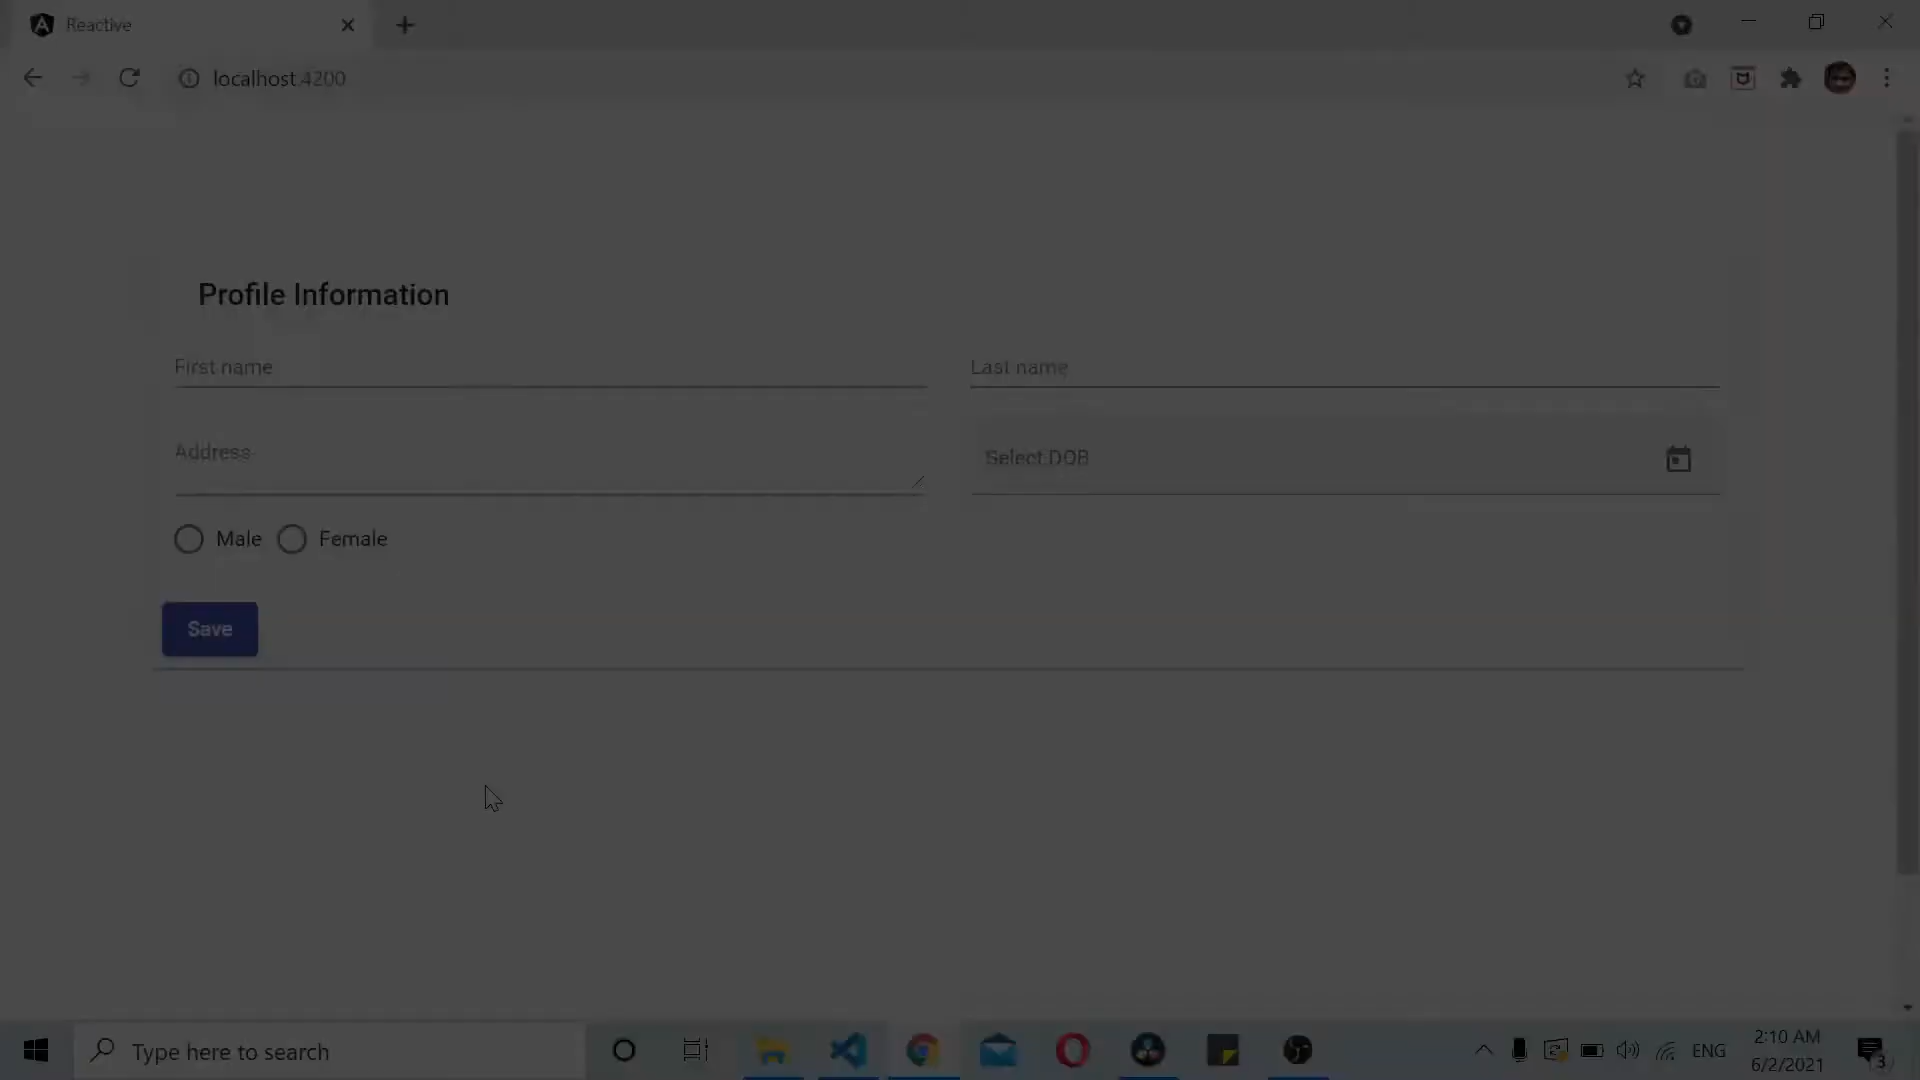 Reactive
localhost:4200
Profile Information
First name
Last name
Address
Select DOB
Male
Female
Save
Type here to search
ENG
2:10 AM
6/2/2021
3